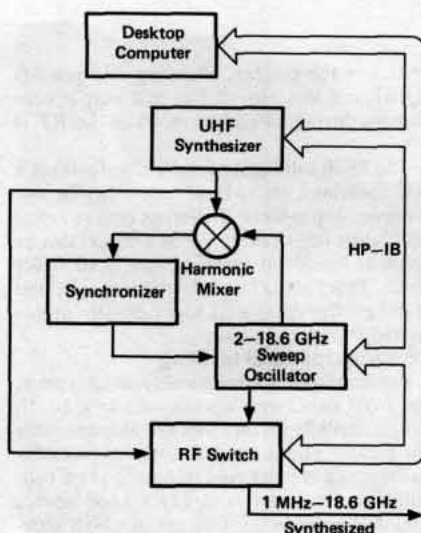 Desktop
Computer
UHF
Synthesizer
HP–IB
Harmonic
Mixer
Synchronizer
2–18.6 GHz
Sweep
Oscillator
RF Switch
1 MHz–18.6 GHz
Synthesized
RF